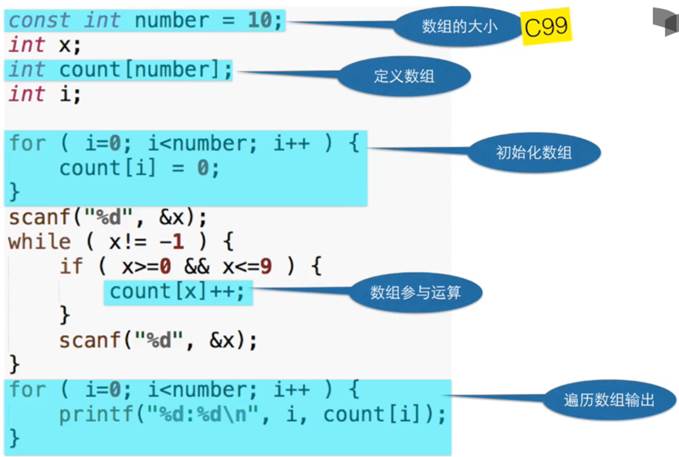 const int number = 10;
数组的大小
C99
int x;
int count[number];
定义数组
int i;
for ( i=0; i<number; i++ ) {
初始化数组
count[i] = 0;
}
scanf("%d", &x);
while ( x!= -1 ) {
if ( x>=0 && x<=9 ) {
count[x]++;
数组参与运算
}
scanf("%d", &x);
}
for ( i=0; i<number; i++ ) {
遍历数组输出
printf("%d:%d\n", i, count[i]);
}